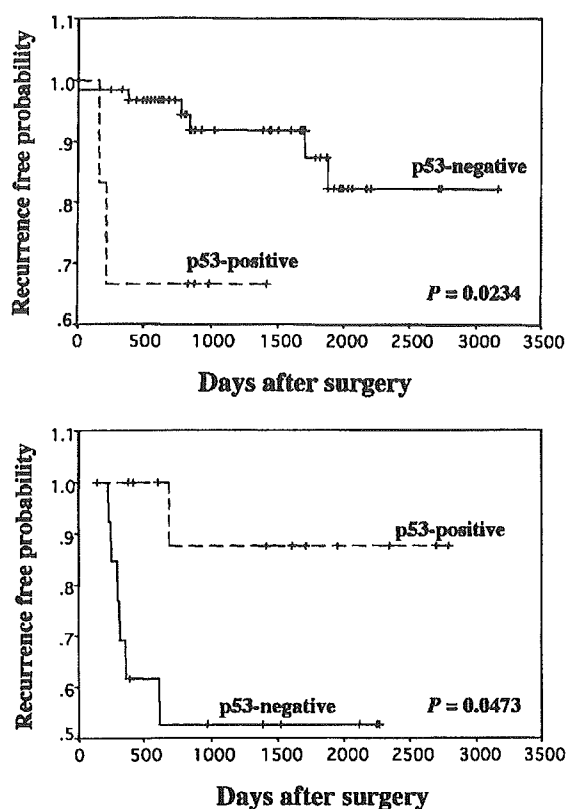 Recurrence free probability
1.1
1.0
.9
.8
.7
.6
p53-negative
p53-positive
P = 0.0234
0 500 1000 1500 2000 2500 3000 3500
Days after surgery
Recurrence free probability
1.1
1.0
.9
.8
.7
.6
.5
p53-positive
p53-negative
P = 0.0473
0 500 1000 1500 2000 2500 3000 3500
Days after surgery